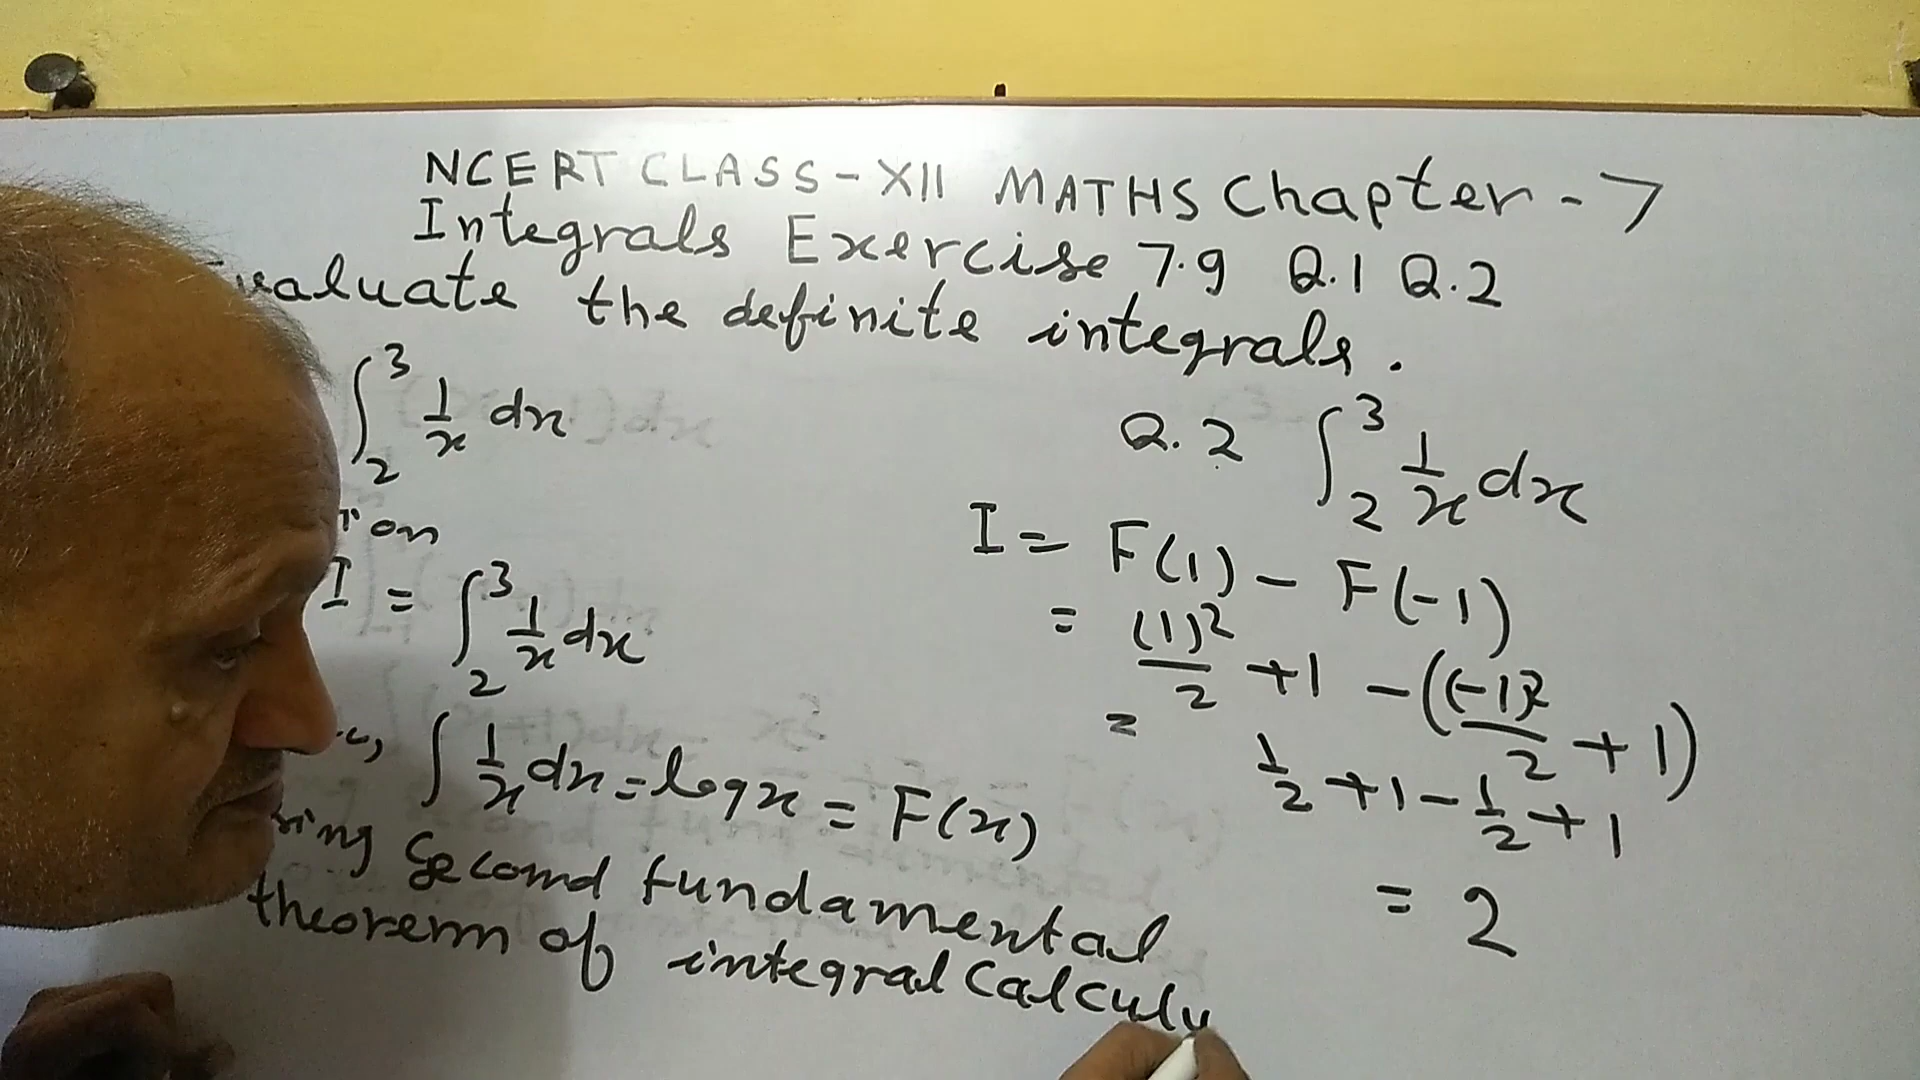 NCERT CLASS - XII MATHS Chapter - 7
Integrals Exercise 7.9 Q.1 Q.2
the definite integrals.
∫₂³ 1/x dx
I = ∫₂³ 1/x dx
∫ 1/x dx = log x = F(x)
Second fundamental
theorem of integral Calculu
Q. 2 ∫₂³ 1/x dx
I = F(1) - F(-1)
= (1)²/2 + 1 - ((-1)²/2 + 1)
= 1/2 + 1 - 1/2 + 1
= 2